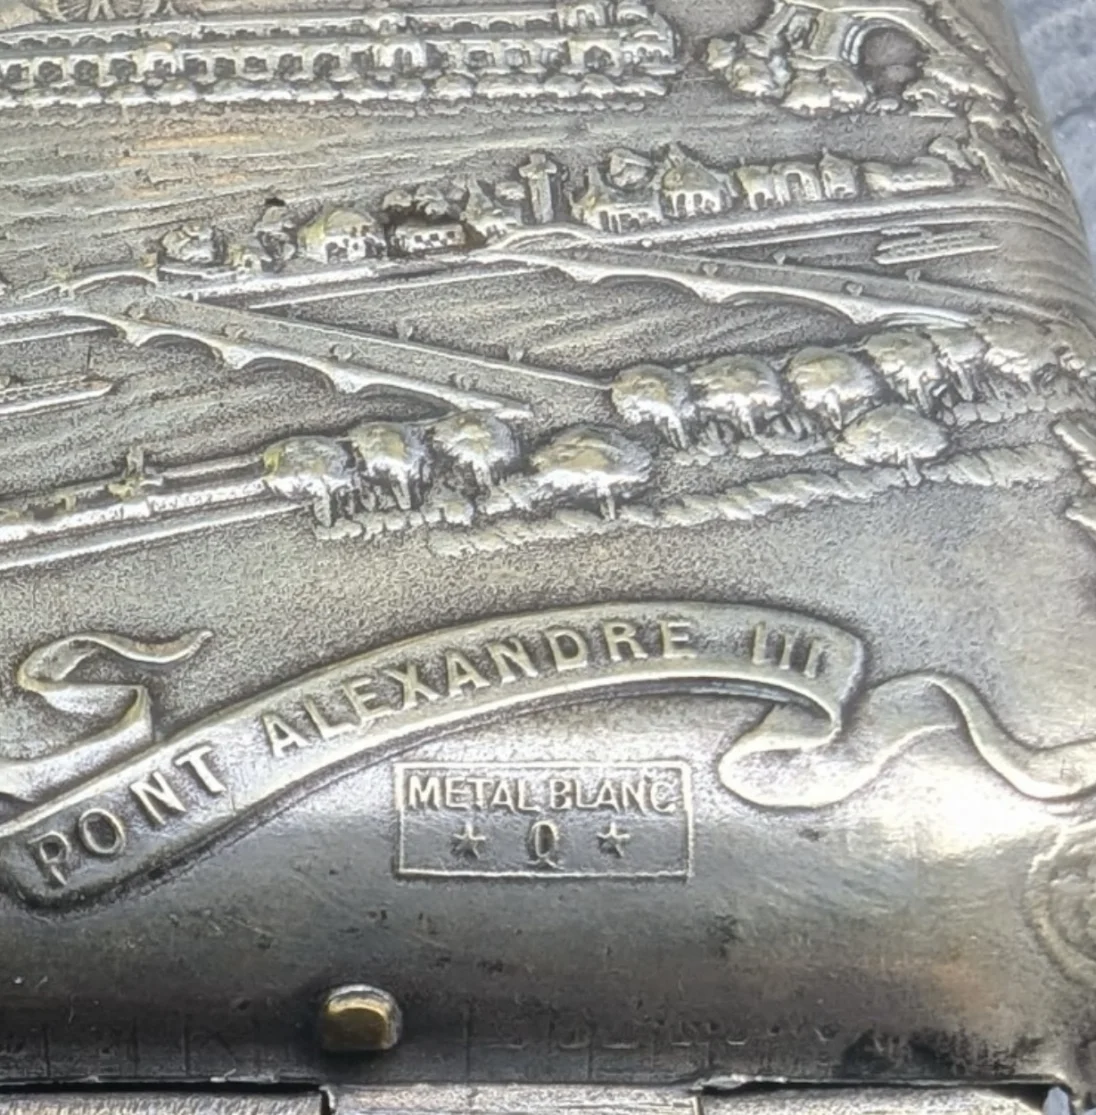 PONT ALEXANDRE III
METAL BLANC
★ Q ★